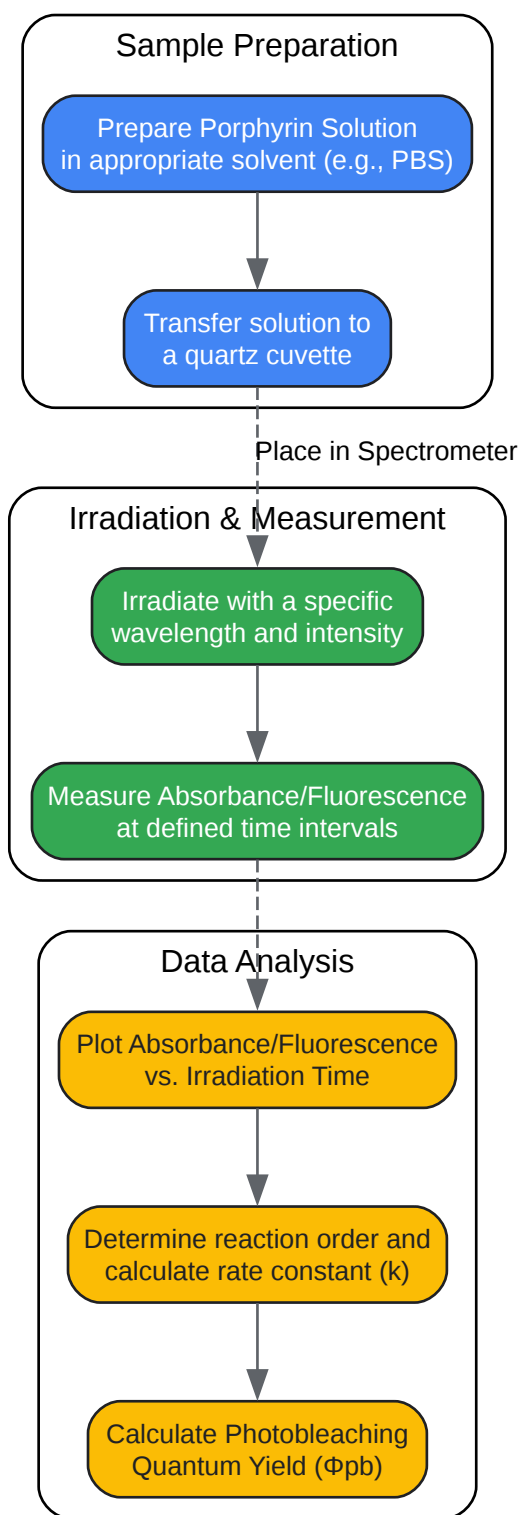 Sample Preparation
Prepare Porphyrin Solution
in appropriate solvent (e.g., PBS)
Transfer solution to
a quartz cuvette
Place in Spectrometer
Irradiation & Measurement
Irradiate with a specific
wavelength and intensity
Measure Absorbance/Fluorescence
at defined time intervals
Data Analysis
Plot Absorbance/Fluorescence
vs. Irradiation Time
Determine reaction order and
calculate rate constant (k)
Calculate Photobleaching
Quantum Yield (Φpb)